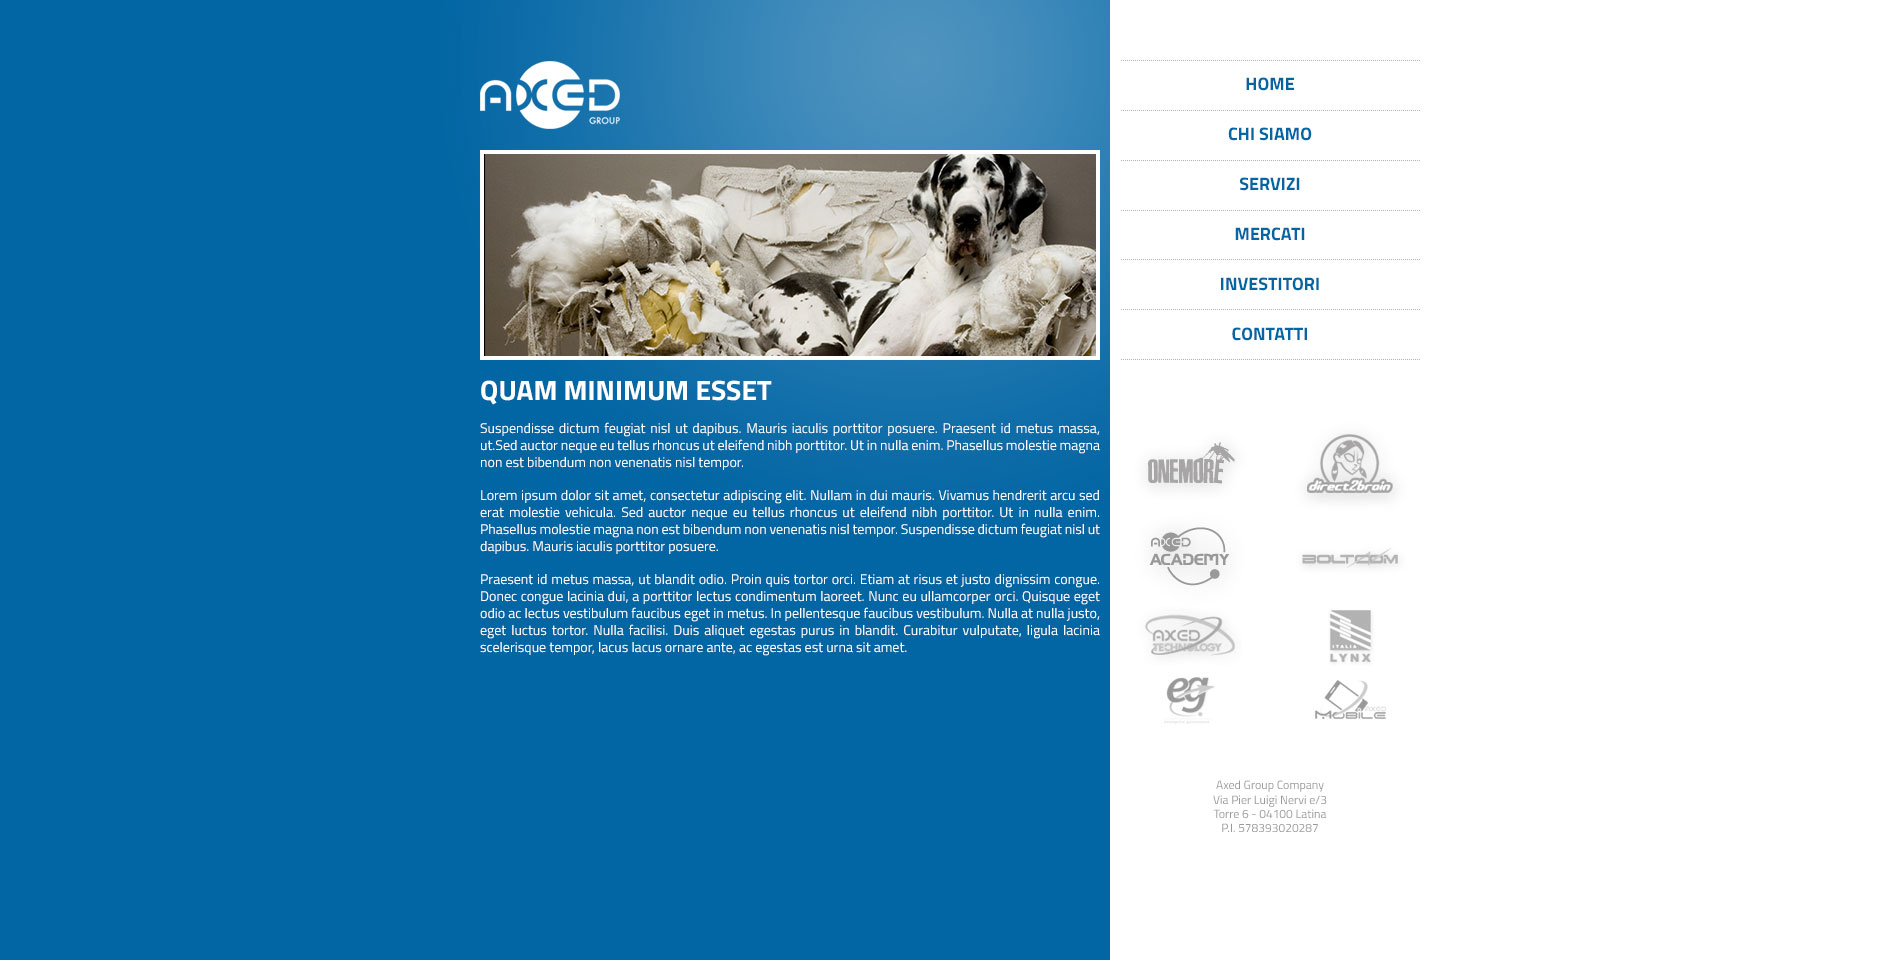 AXED
GROUP
QUAM MINIMUM ESSET
Suspendisse dictum feugiat nisl ut dapibus. Mauris iaculis porttitor posuere. Praesent id metus massa,
ut.Sed auctor neque eu tellus rhoncus ut eleifend nibh porttitor. Ut in nulla enim. Phasellus molestie magna
non est bibendum non venenatis nisl tempor.
Lorem ipsum dolor sit amet, consectetur adipiscing elit. Nullam in dui mauris. Vivamus hendrerit arcu sed
erat molestie vehicula. Sed auctor neque eu tellus rhoncus ut eleifend nibh porttitor. Ut in nulla enim.
Phasellus molestie magna non est bibendum non venenatis nisl tempor. Suspendisse dictum feugiat nisl ut
dapibus. Mauris iaculis porttitor posuere.
Praesent id metus massa, ut blandit odio. Proin quis tortor orci. Etiam at risus et justo dignissim congue.
Donec congue lacinia dui, a porttitor lectus condimentum laoreet. Nunc eu ullamcorper orci. Quisque eget
odio ac lectus vestibulum faucibus eget in metus. In pellentesque faucibus vestibulum. Nulla at nulla justo,
eget luctus tortor. Nulla facilisi. Duis aliquet egestas purus in blandit. Curabitur vulputate, ligula lacinia
scelerisque tempor, lacus lacus ornare ante, ac egestas est urna sit amet.
HOME
CHI SIAMO
SERVIZI
MERCATI
INVESTITORI
CONTATTI
ONEMORE
direct2brain
AXED
ACADEMY
BOLTCOM
AXED
TECHNOLOGY
ITALIA
LYNX
eg
AXED
MOBILE
Axed Group Company
Via Pier Luigi Nervi e/3
Torre 6 - 04100 Latina
P.I. 578393020287